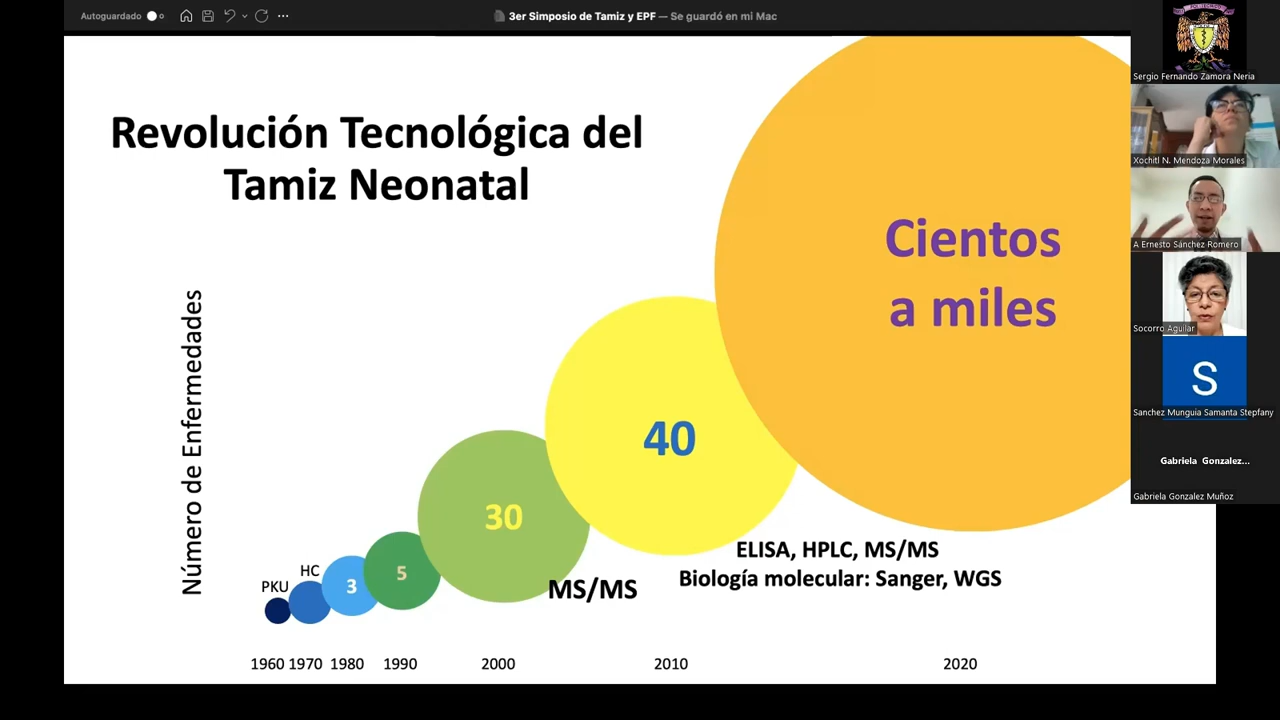 Autoguardado
3er Simposio de Tamiz y EPF — Se guardó en mi Mac
Revolución Tecnológica del
Tamiz Neonatal
Número de Enfermedades
Cientos
a miles
40
30
5
3
HC
PKU
MS/MS
ELISA, HPLC, MS/MS
Biología molecular: Sanger, WGS
1960 1970 1980 1990 2000 2010 2020
Sergio Fernando Zamora Neria
Xochitl N. Mendoza Morales
A Ernesto Sánchez Romero
Socorro Aguilar
S
Sanchez Munguia Samanta Stepfany
Gabriela Gonzalez...
Gabriela Gonzalez Muñoz